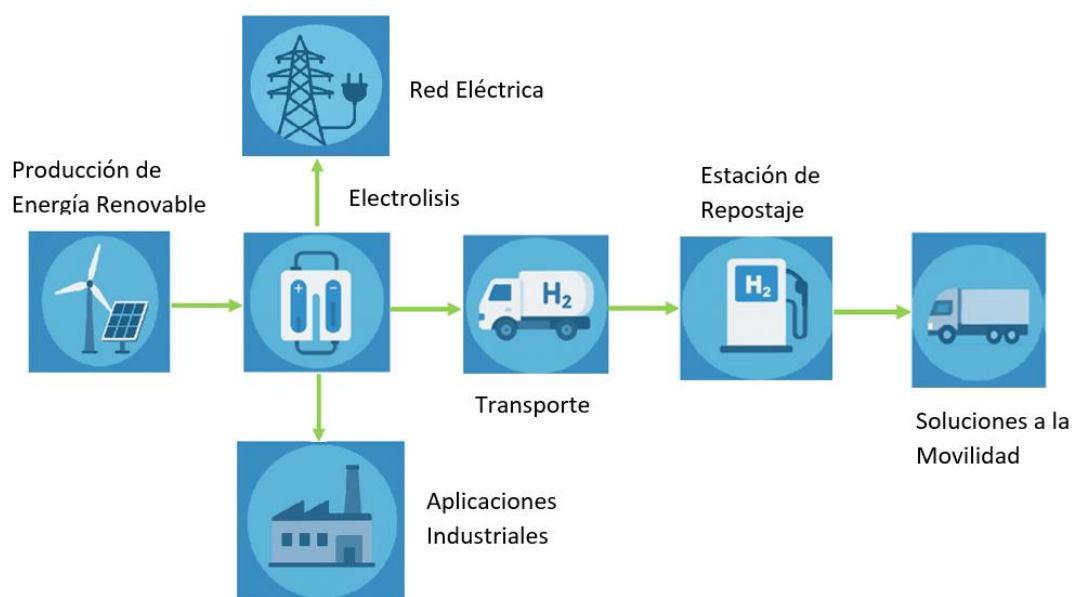 Red Eléctrica
Producción de
Energía Renovable
Electrolisis
Estación de
Repostaje
+ −
H₂
H₂
Transporte
Soluciones a la
Movilidad
Aplicaciones
Industriales